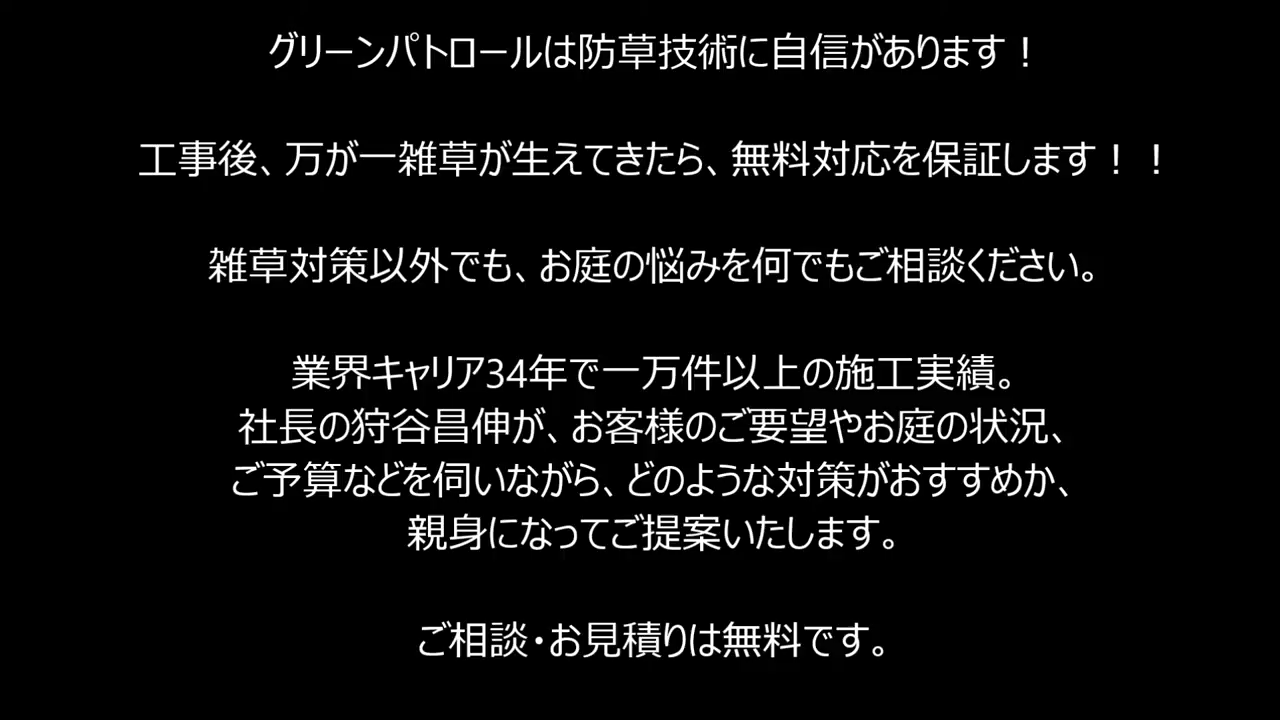 グリーンパトロールは防草技術に自信があります！
工事後、万が一雑草が生えてきたら、無料対応を保証します！！
雑草対策以外でも、お庭の悩みを何でもご相談ください。
業界キャリア34年で一万件以上の施工実績。
社長の狩谷昌伸が、お客様のご要望やお庭の状況、
ご予算などを伺いながら、どのような対策がおすすめか、
親身になってご提案いたします。
ご相談・お見積りは無料です。